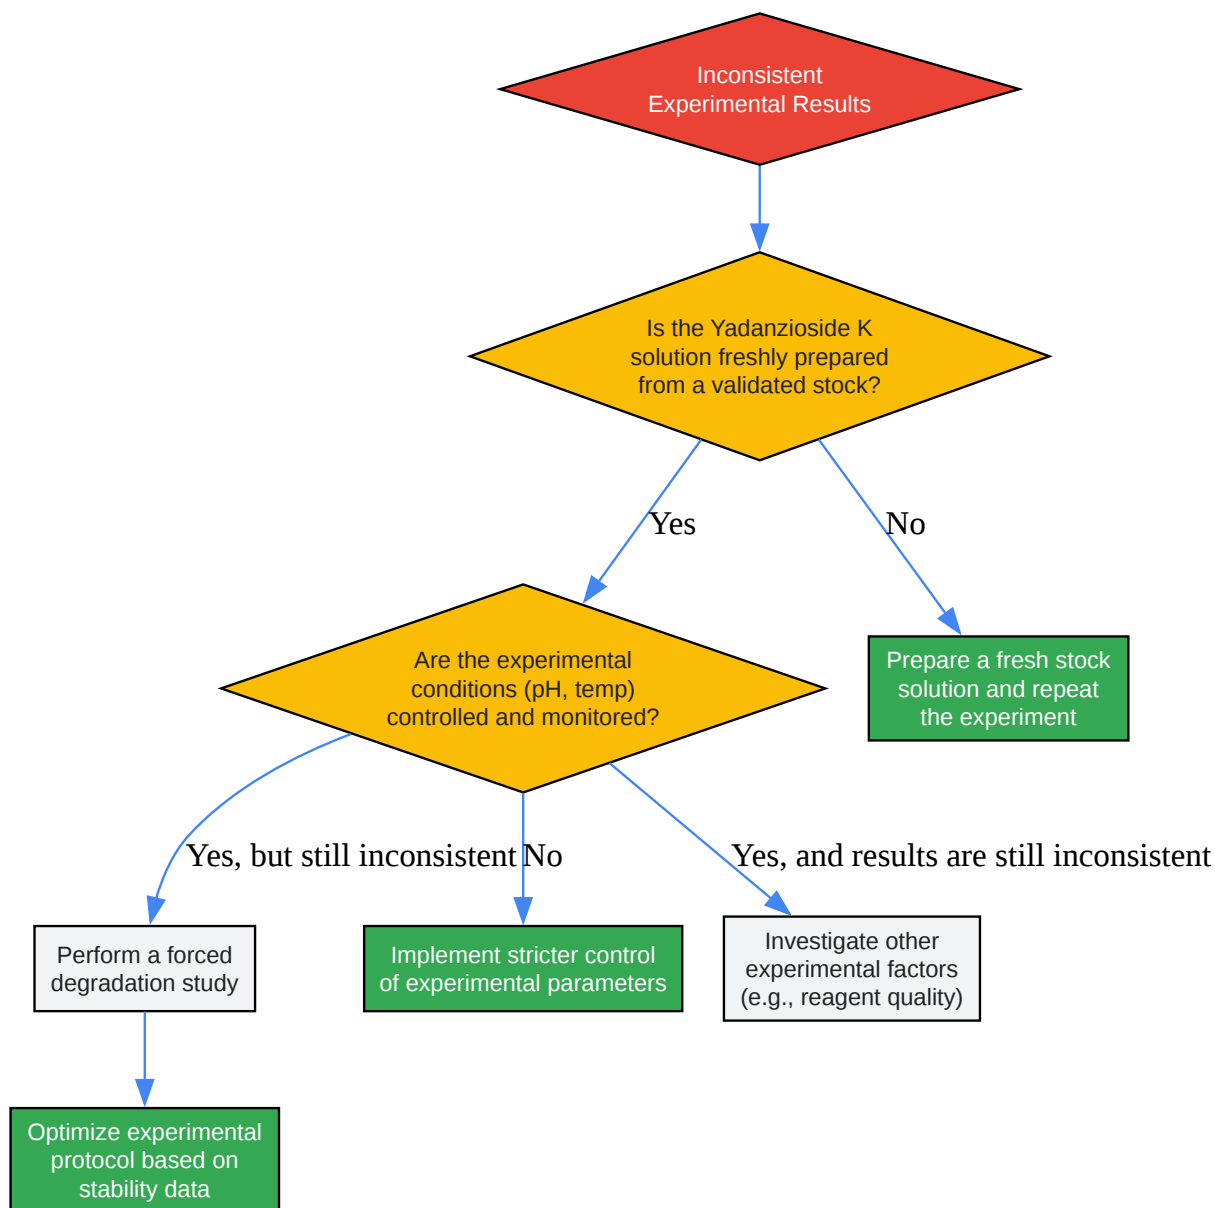 Inconsistent
Experimental Results
Is the Yadanzioside K
solution freshly prepared
from a validated stock?
Yes
No
Are the experimental
conditions (pH, temp)
controlled and monitored?
Prepare a fresh stock
solution and repeat
the experiment
Yes, but still inconsistent
No
Yes, and results are still inconsistent
Perform a forced
degradation study
Implement stricter control
of experimental parameters
Investigate other
experimental factors
(e.g., reagent quality)
Optimize experimental
protocol based on
stability data